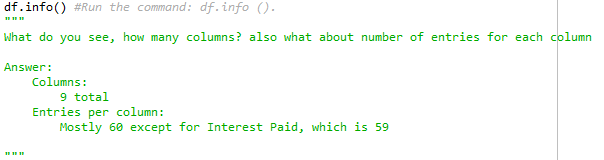 df.info() #Run the command: df.info ().
"""
What do you see, how many columns? also what about number of entries for each column
Answer:
Columns:
9 total
Entries per column:
Mostly 60 except for Interest Paid, which is 59
"""